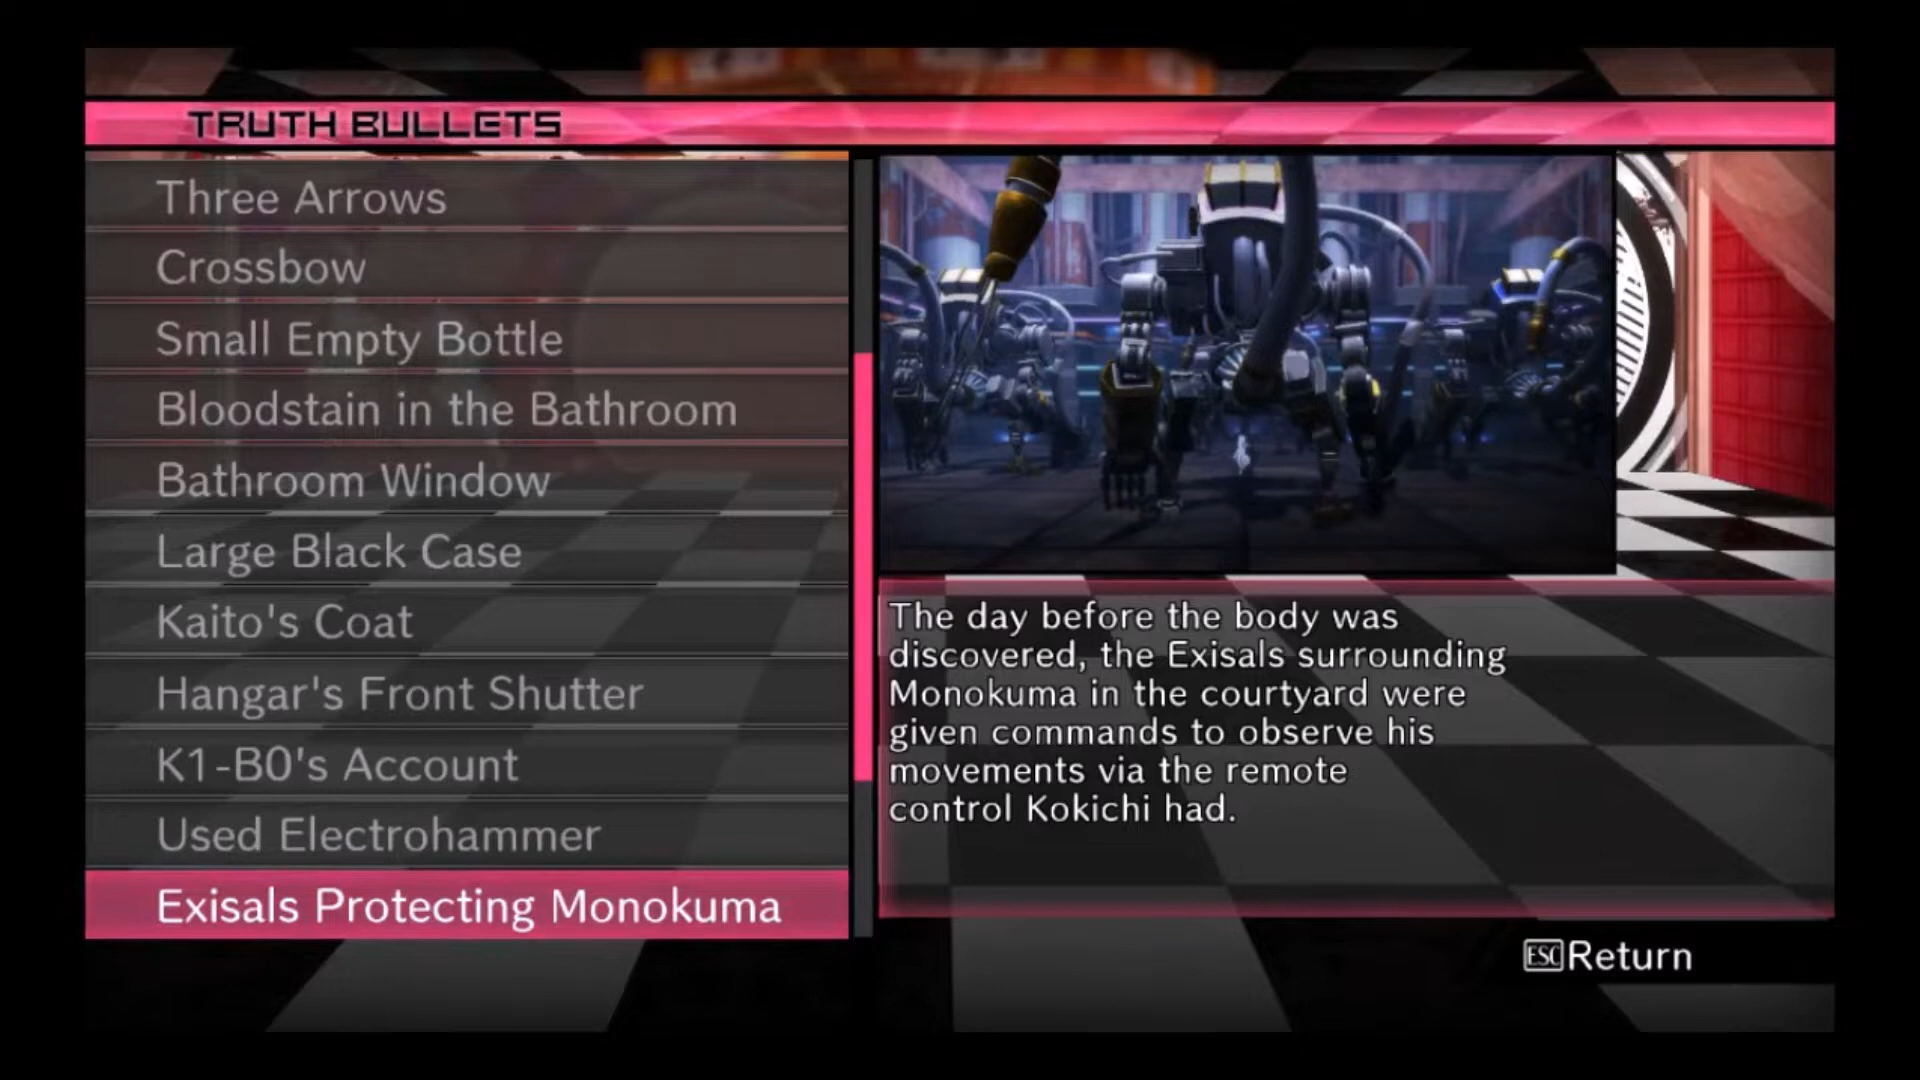 TRUTH BULLETS
Three Arrows
Crossbow
Small Empty Bottle
Bloodstain in the Bathroom
Bathroom Window
Large Black Case
Kaito's Coat
Hangar's Front Shutter
K1-B0's Account
Used Electrohammer
Exisals Protecting Monokuma
The day before the body was
discovered, the Exisals surrounding
Monokuma in the courtyard were
given commands to observe his
movements via the remote
control Kokichi had.
ESC Return